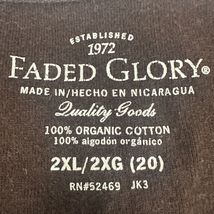 ESTABLISHED
1972
FADED GLORY®
MADE IN/HECHO EN NICARAGUA
Quality Goods
100% ORGANIC COTTON
100% algodón orgánico
2XL/2XG (20)
RN#52469 JK3